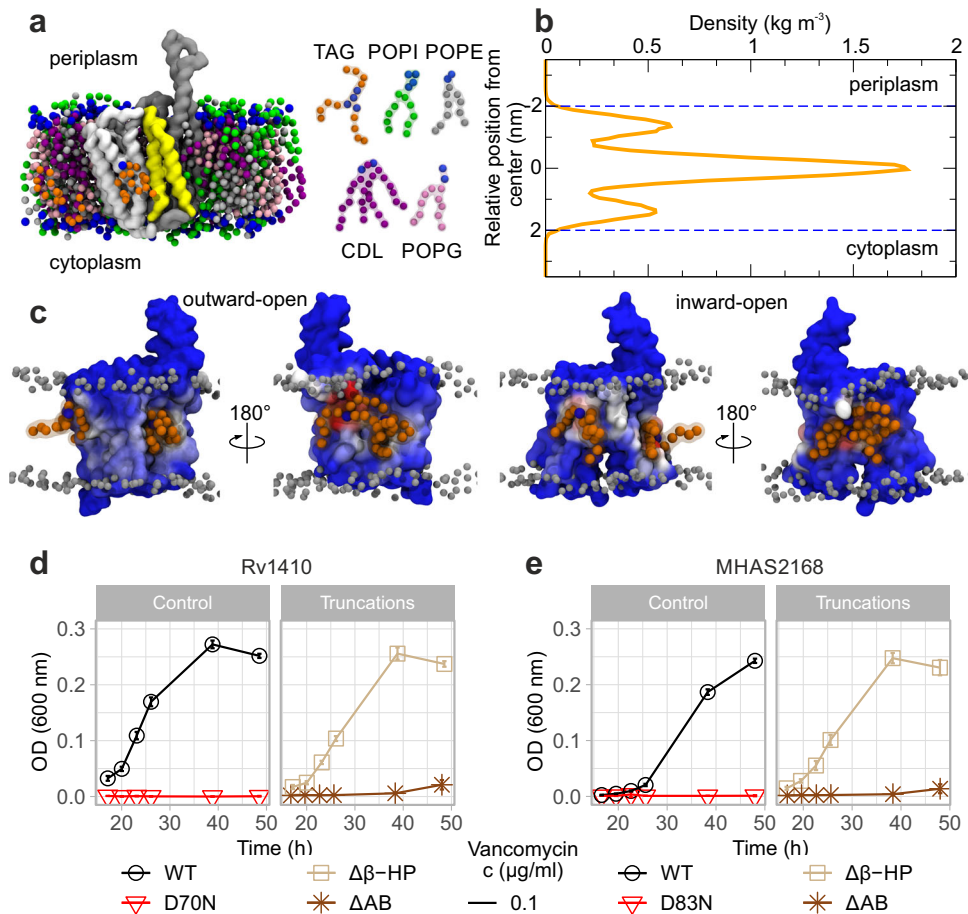 a
periplasm
cytoplasm
TAG POPI POPE
CDL POPG
b
Density (kg m⁻³)
0 0.5 1 1.5 2
Relative position from
center (nm)
-2
0
2
periplasm
cytoplasm
c
outward-open
180°
inward-open
180°
d
Rv1410
Control
Truncations
OD (600 nm)
0.3
0.2
0.1
0.0
20 30 40 50
20 30 40 50
Time (h)
WT
D70N
Δβ−HP
ΔAB
Vancomycin
c (µg/ml)
0.1
e
MHAS2168
Control
Truncations
OD (600 nm)
0.3
0.2
0.1
0.0
20 30 40 50
20 30 40 50
Time (h)
WT
D83N
Δβ−HP
ΔAB